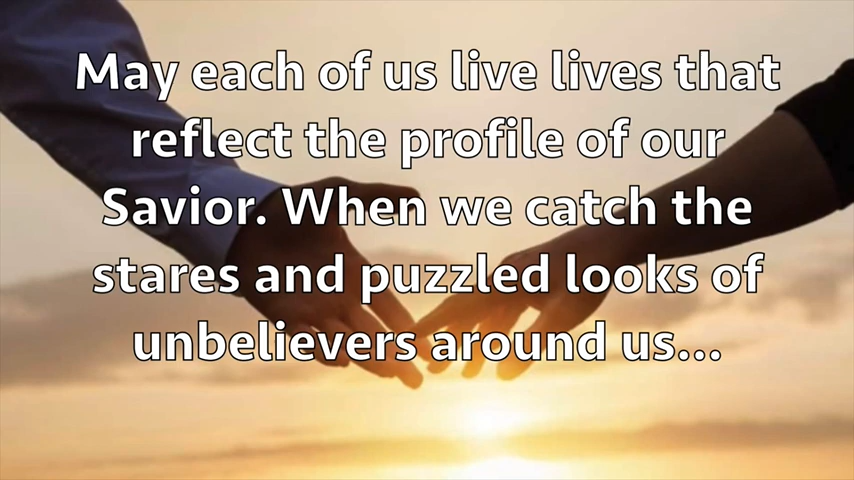 May each of us live lives that
reflect the profile of our
Savior. When we catch the
stares and puzzled looks of
unbelievers around us...